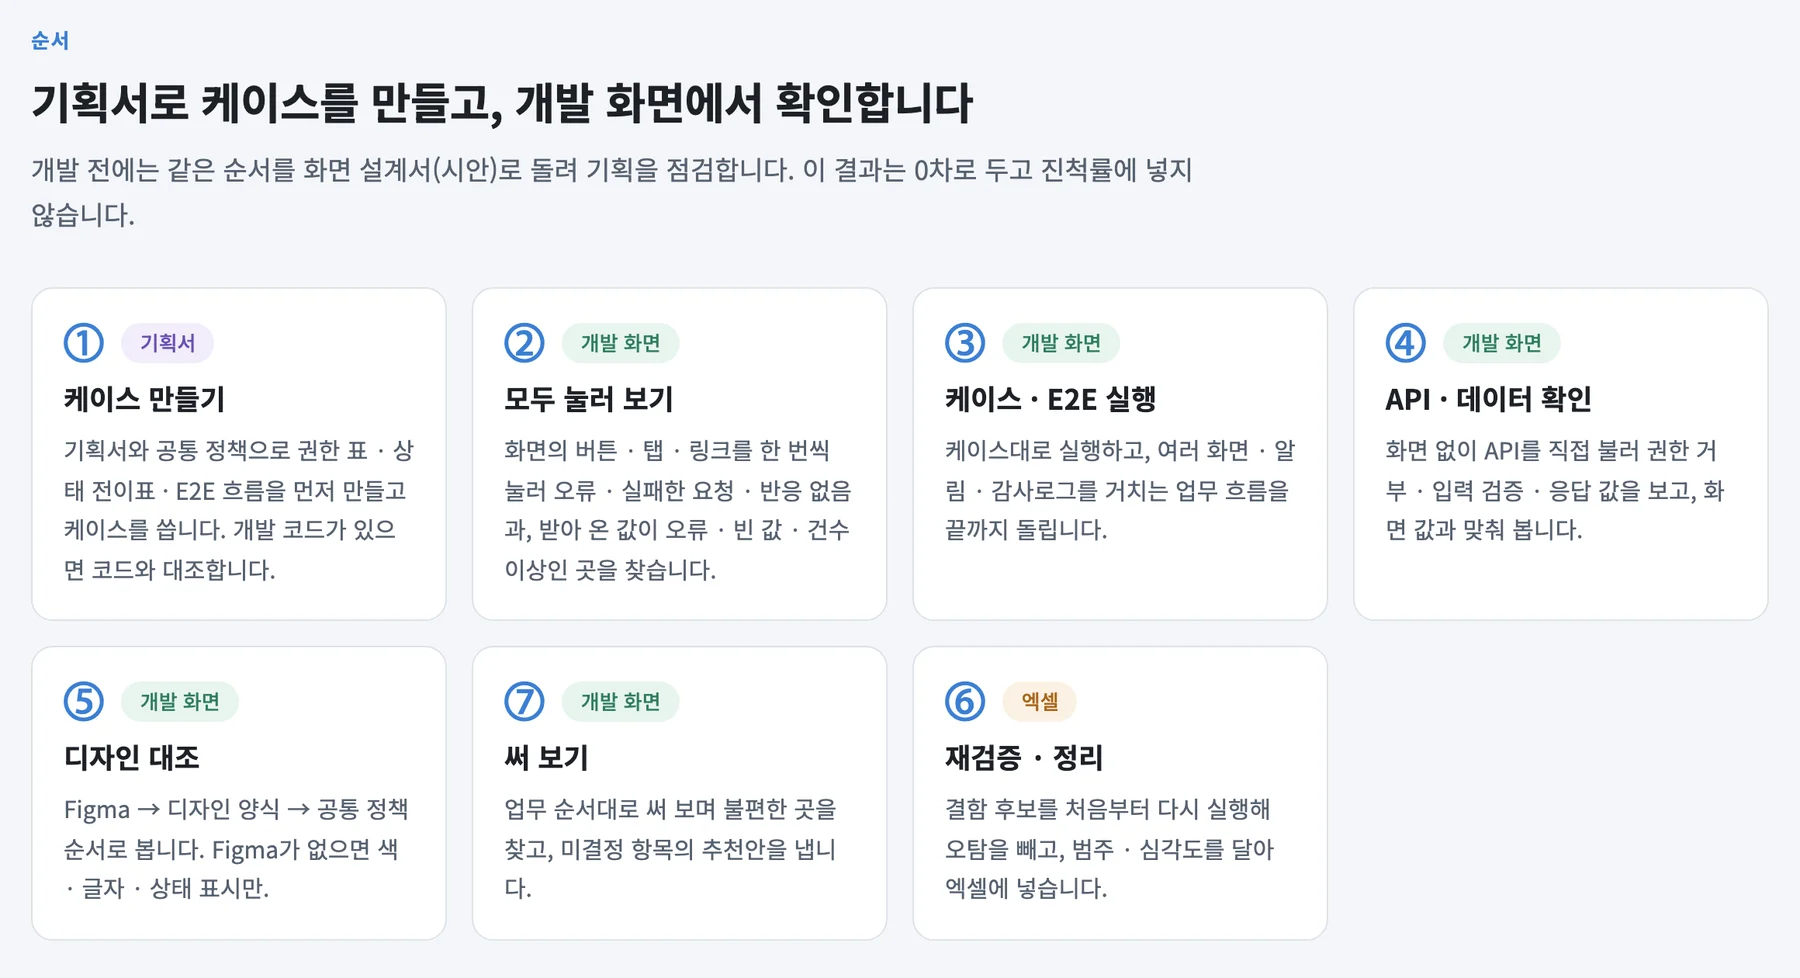 순서
기획서로 케이스를 만들고, 개발 화면에서 확인합니다
개발 전에는 같은 순서를 화면 설계서(시안)로 돌려 기획을 점검합니다. 이 결과는 0차로 두고 진척률에 넣지
않습니다.
① 기획서
케이스 만들기
기획서와 공통 정책으로 권한 표 · 상
태 전이표 · E2E 흐름을 먼저 만들고
케이스를 씁니다. 개발 코드가 있으
면 코드와 대조합니다.
② 개발 화면
모두 눌러 보기
화면의 버튼 · 탭 · 링크를 한 번씩
눌러 오류 · 실패한 요청 · 반응 없음
과, 받아 온 값이 오류 · 빈 값 · 건수
이상인 곳을 찾습니다.
③ 개발 화면
케이스 · E2E 실행
케이스대로 실행하고, 여러 화면 · 알
림 · 감사로그를 거치는 업무 흐름을
끝까지 돌립니다.
④ 개발 화면
API · 데이터 확인
화면 없이 API를 직접 불러 권한 거
부 · 입력 검증 · 응답 값을 보고, 화
면 값과 맞춰 봅니다.
⑤ 개발 화면
디자인 대조
Figma → 디자인 양식 → 공통 정책
순서로 봅니다. Figma가 없으면 색
· 글자 · 상태 표시만.
⑦ 개발 화면
써 보기
업무 순서대로 써 보며 불편한 곳을
찾고, 미결정 항목의 추천안을 냅니
다.
⑥ 엑셀
재검증 · 정리
결함 후보를 처음부터 다시 실행해
오탐을 빼고, 범주 · 심각도를 달아
엑셀에 넣습니다.